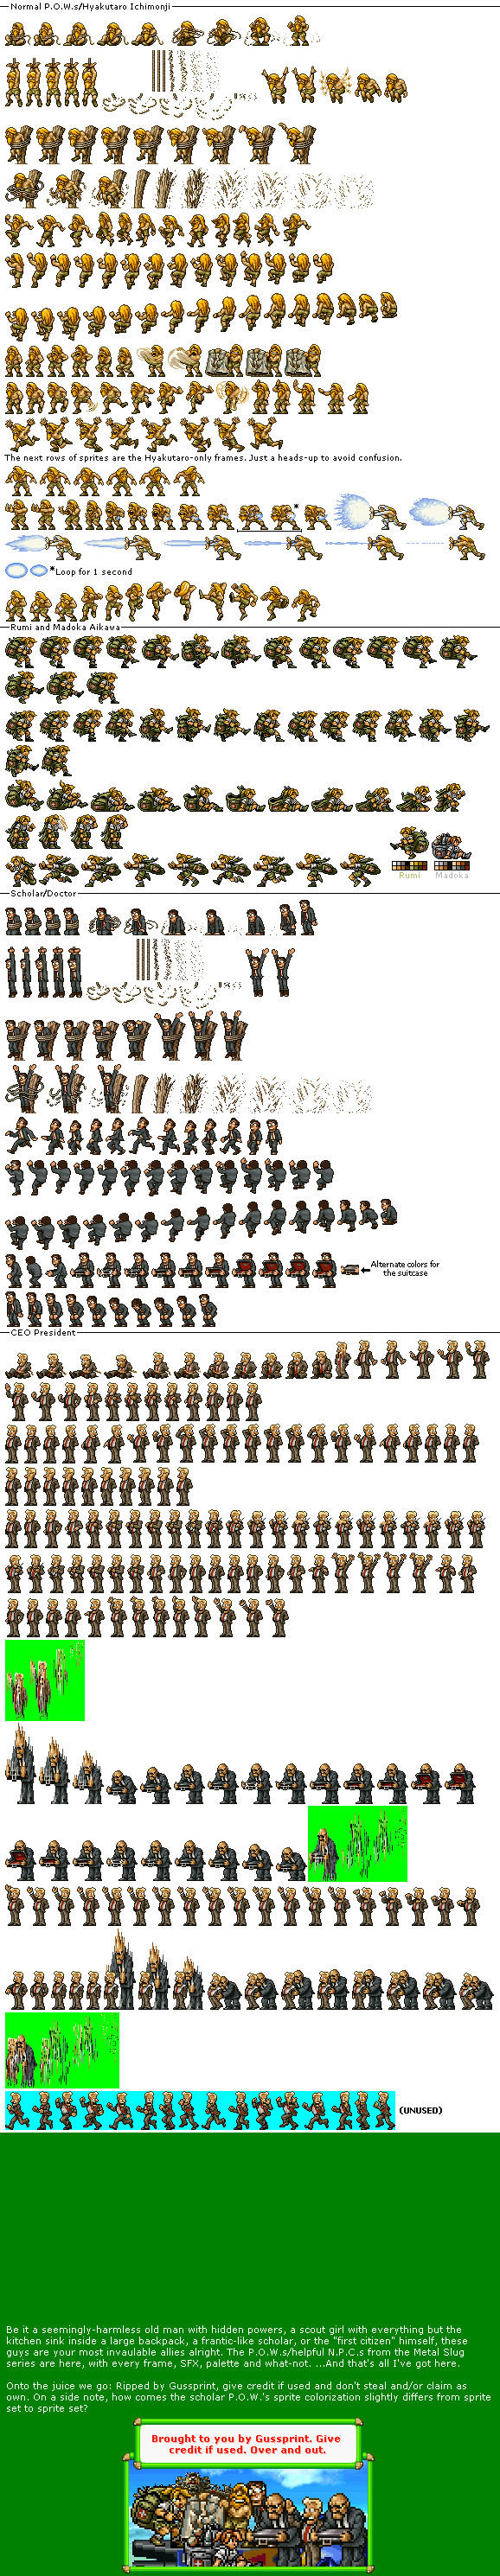 Normal P.O.W.s/Hyakutaro Ichimonji
The next rows of sprites are the Hyakutaro-only frames. Just a heads-up to avoid confusion.
*
*Loop for 1 second
Rumi and Madoka Aikawa
Rumi Madoka
Scholar/Doctor
Alternate colors for
the suitcase
CEO President
(UNUSED)
Be it a seemingly-harmless old man with hidden powers, a scout girl with everything but the
kitchen sink inside a large backpack, a frantic-like scholar, or the "first citizen" himself, these
guys are your most invaulable allies alright. The P.O.W.s/helpful N.P.C.s from the Metal Slug
series are here, with every frame, SFX, palette and what-not. ...And that's all I've got here.
Onto the juice we go: Ripped by Gussprint, give credit if used and don't steal and/or claim as
own. On a side note, how comes the scholar P.O.W.'s sprite colorization slightly differs from sprite
set to sprite set?
Brought to you by Gussprint. Give
credit if used. Over and out.